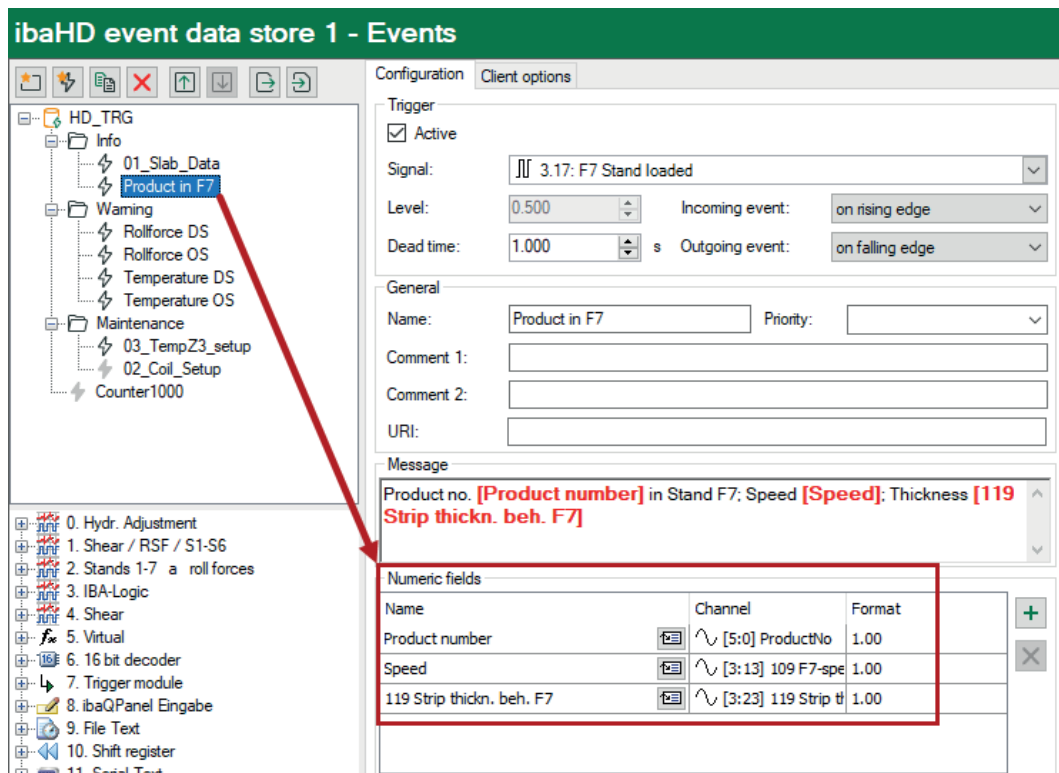 ibaHD event data store 1 - Events
HD_TRG
Info
01_Slab_Data
Product in F7
Warning
Rollforce DS
Rollforce OS
Temperature DS
Temperature OS
Maintenance
03_TempZ3_setup
02_Coil_Setup
Counter1000
0. Hydr. Adjustment
1. Shear / RSF / S1-S6
2. Stands 1-7 a roll forces
3. IBA-Logic
4. Shear
5. Virtual
6. 16 bit decoder
7. Trigger module
8. ibaQPanel Eingabe
9. File Text
10. Shift register
11. Serial Text
Configuration Client options
Trigger
Active
Signal: 3.17: F7 Stand loaded
Level: 0.500 Incoming event: on rising edge
Dead time: 1.000 s Outgoing event: on falling edge
General
Name: Product in F7 Priority:
Comment 1:
Comment 2:
URI:
Message
Product no. [Product number] in Stand F7; Speed [Speed]; Thickness [119
Strip thickn. beh. F7]
Numeric fields
Name Channel Format
Product number [5:0] ProductNo 1.00
Speed [3:13] 109 F7-spe 1.00
119 Strip thickn. beh. F7 [3:23] 119 Strip th 1.00